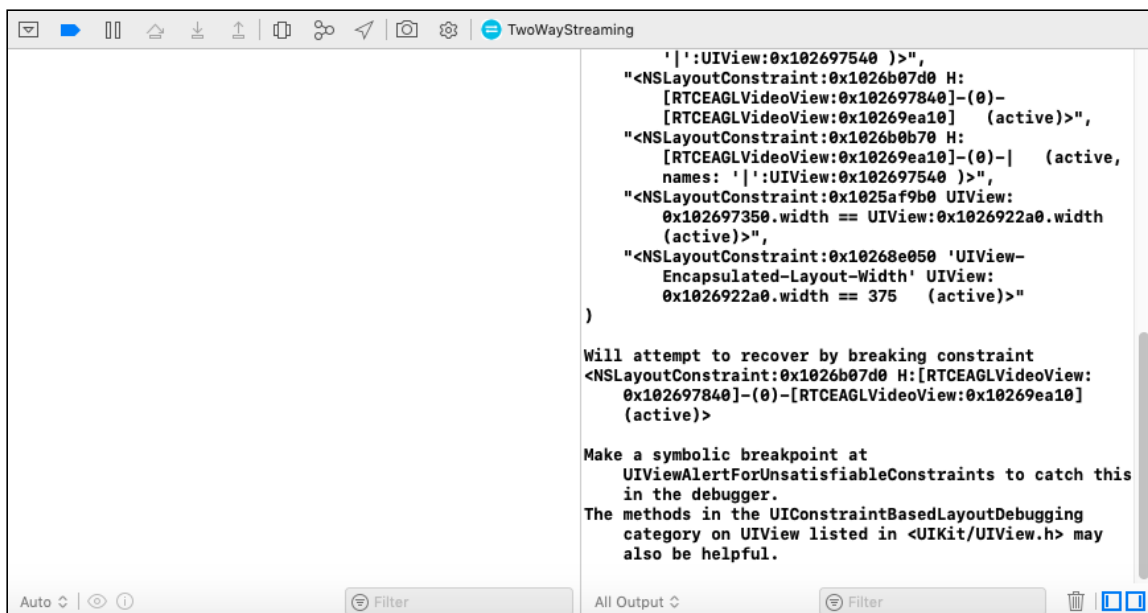 TwoWayStreaming
'|':UIView:0x102697540 )>",
"<NSLayoutConstraint:0x1026b07d0 H:
[RTCEAGLVideoView:0x102697840]-(0)-
[RTCEAGLVideoView:0x10269ea10]   (active)>",
"<NSLayoutConstraint:0x1026b0b70 H:
[RTCEAGLVideoView:0x10269ea10]-(0)-|   (active,
names: '|':UIView:0x102697540 )>",
"<NSLayoutConstraint:0x1025af9b0 UIView:
0x102697350.width == UIView:0x1026922a0.width
(active)>",
"<NSLayoutConstraint:0x10268e050 'UIView-
Encapsulated-Layout-Width' UIView:
0x1026922a0.width == 375   (active)>"
)
Will attempt to recover by breaking constraint
<NSLayoutConstraint:0x1026b07d0 H:[RTCEAGLVideoView:
0x102697840]-(0)-[RTCEAGLVideoView:0x10269ea10]
(active)>
Make a symbolic breakpoint at
UIViewAlertForUnsatisfiableConstraints to catch this
in the debugger.
The methods in the UIConstraintBasedLayoutDebugging
category on UIView listed in <UIKit/UIView.h> may
also be helpful.
Auto
Filter
All Output
Filter